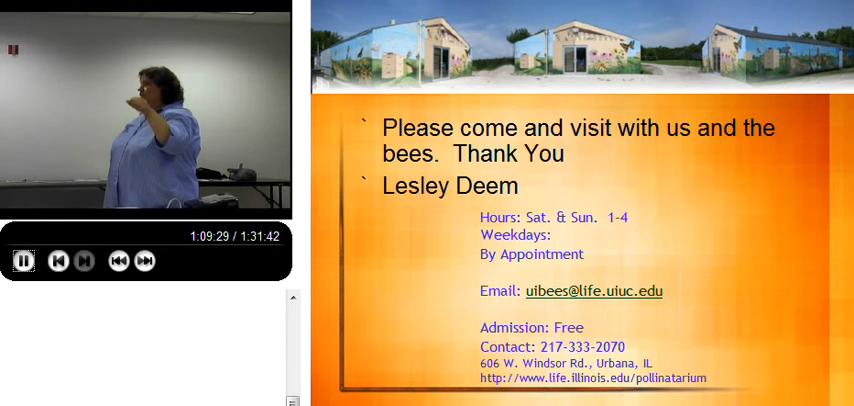 1:09:29 / 1:31:42
` Please come and visit with us and the
bees. Thank You
` Lesley Deem
Hours: Sat. & Sun. 1-4
Weekdays:
By Appointment
Email: uibees@life.uiuc.edu
Admission: Free
Contact: 217-333-2070
606 W. Windsor Rd., Urbana, IL
http://www.life.illinois.edu/pollinatarium